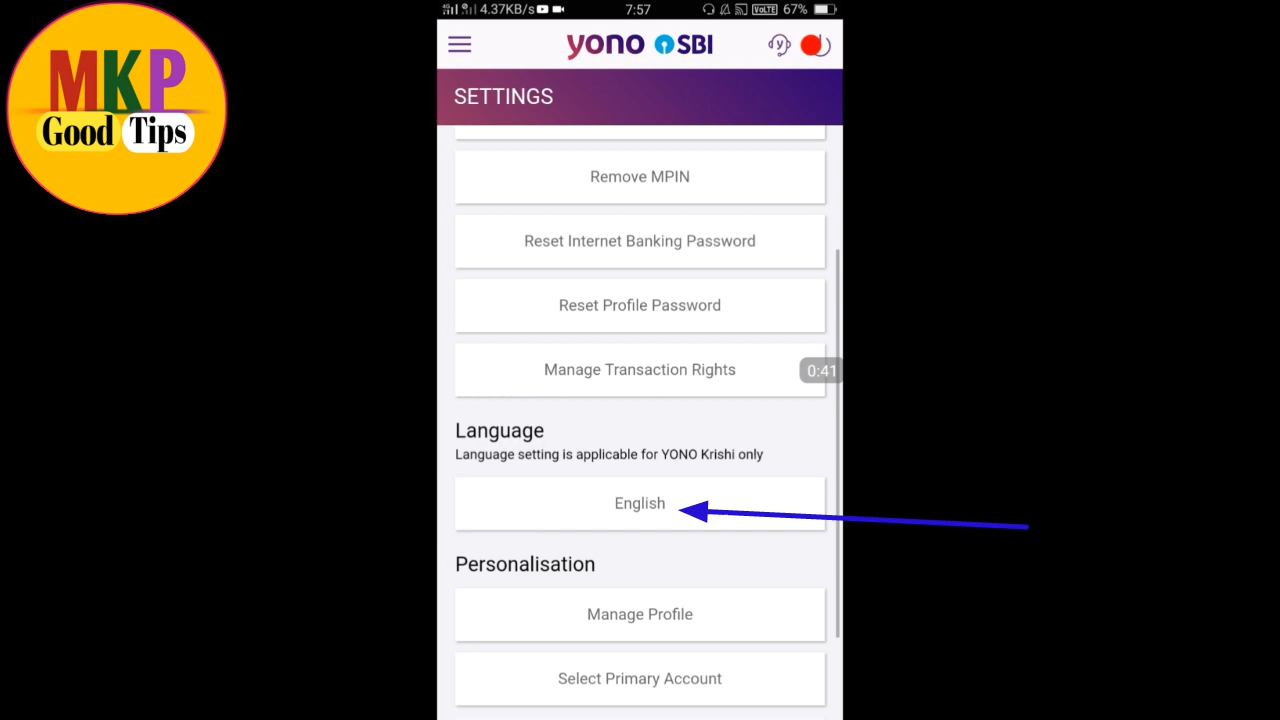 MKP
Good Tips
4.37KB/s 7:57 VoLTE 67%
yono SBI
SETTINGS
Remove MPIN
Reset Internet Banking Password
Reset Profile Password
Manage Transaction Rights
0:41
Language
Language setting is applicable for YONO Krishi only
English
Personalisation
Manage Profile
Select Primary Account